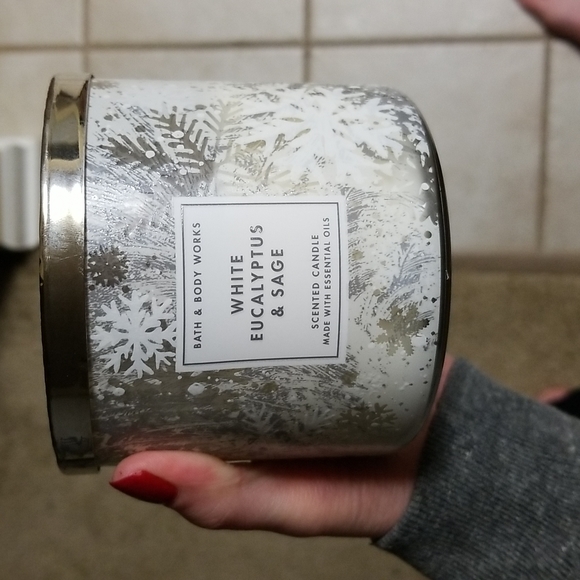 BATH & BODY WORKS
WHITE
EUCALYPTUS
& SAGE
SCENTED CANDLE
MADE WITH ESSENTIAL OILS